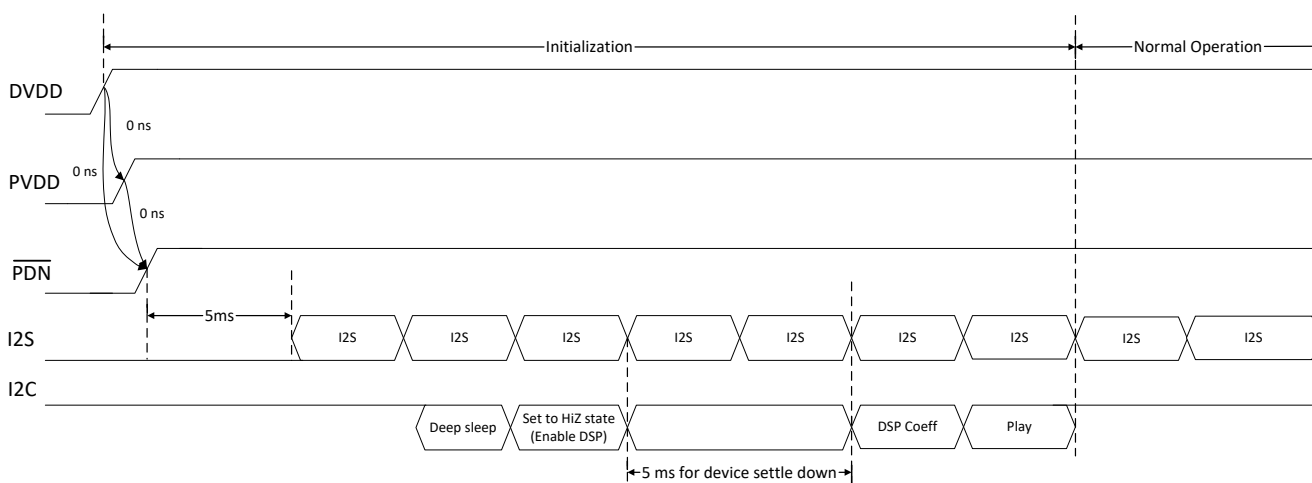 Initialization
Normal Operation
DVDD
0 ns
0 ns
PVDD
0 ns
PDN
5ms
I2S
I2S
I2S
I2S
I2S
I2S
I2S
I2S
I2S
I2S
I2C
Deep sleep
Set to HiZ state
(Enable DSP)
DSP Coeff
Play
5 ms for device settle down